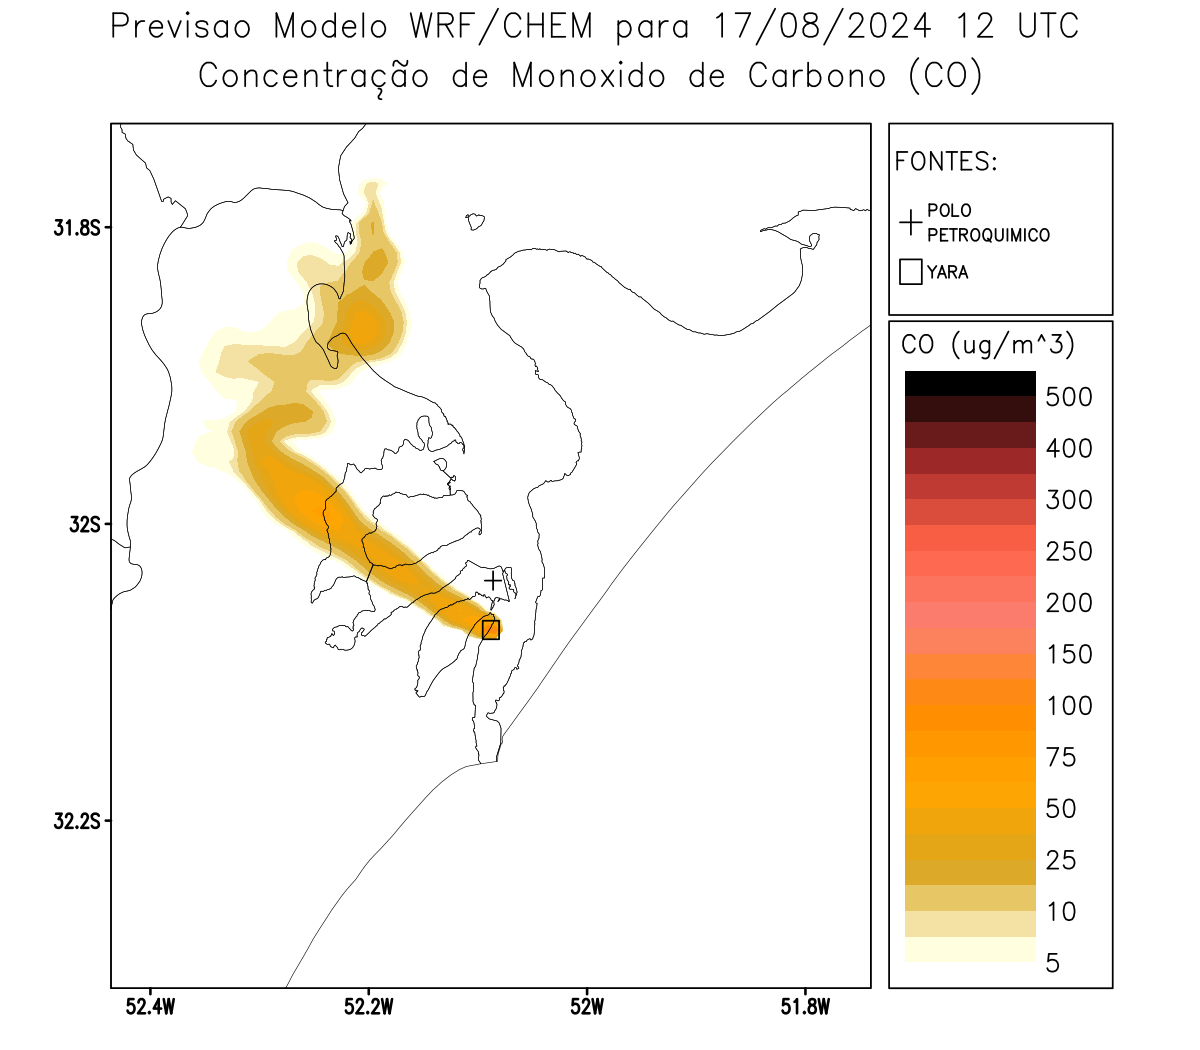 Previsao Modelo WRF/CHEM para 17/08/2024 12 UTC
Concentração de Monoxido de Carbono (CO)
FONTES:
POLO
PETROQUIMICO
YARA
CO (ug/m^3)
500
400
300
250
200
150
100
75
50
25
10
5
31.8S
32S
32.2S
52.4W
52.2W
52W
51.8W